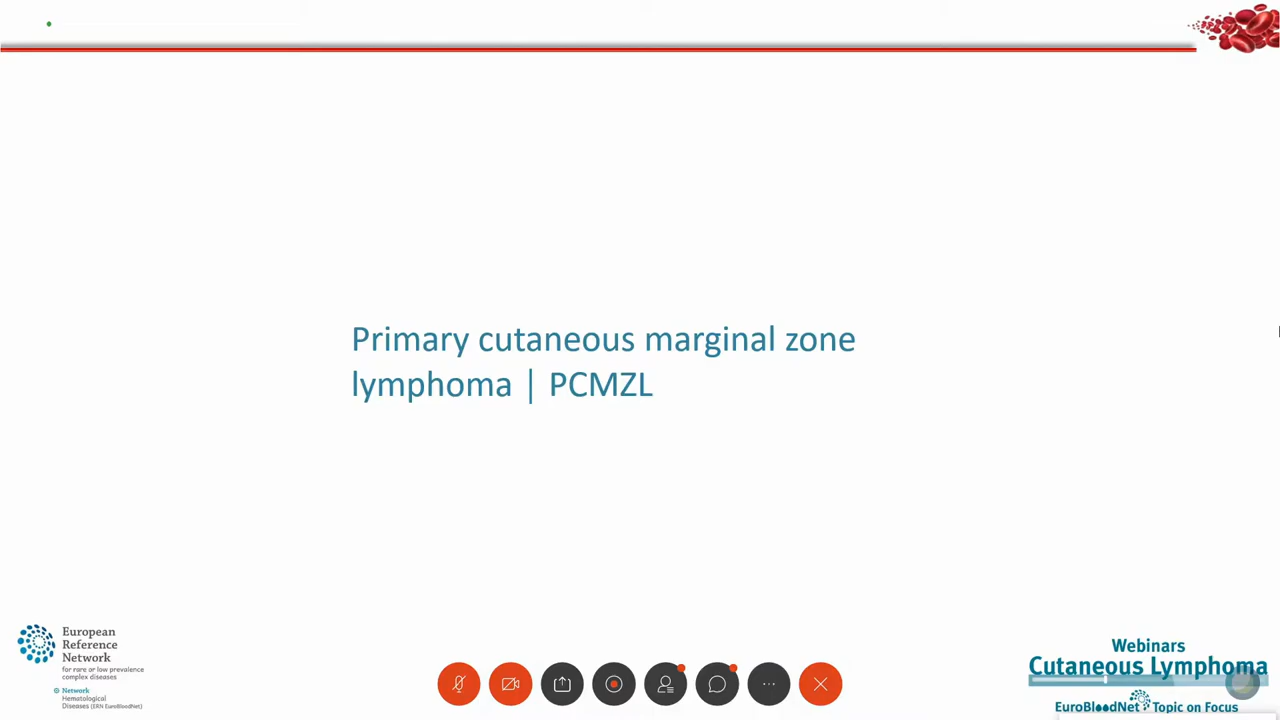 Primary cutaneous marginal zone
lymphoma | PCMZL
European
Reference
Network
for rare or low prevalence
complex diseases
Network
Hematological
Diseases (ERN EuroBloodNet)
Webinars
Cutaneous Lymphoma
EuroBloodNet Topic on Focus